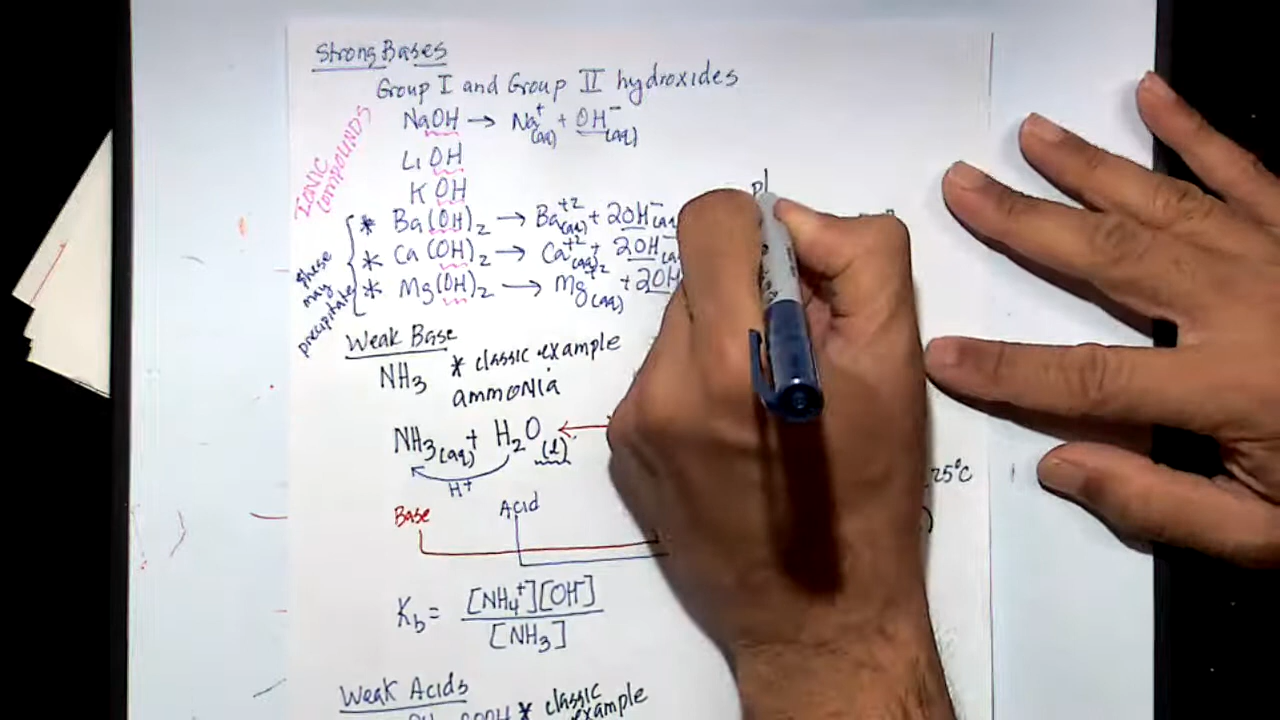 Strong Bases
Group I and Group II hydroxides
IONIC COMPOUNDS
NaOH → Na⁺(aq) + OH⁻(aq)
LiOH
KOH
* Ba(OH)₂ → Ba⁺²(aq) + 2OH⁻(aq
* Ca(OH)₂ → Ca⁺²(aq) + 2OH⁻(a
* Mg(OH)₂ → Mg⁺²(aq) + 2OH
these may precipitate
Weak Base
NH₃ * classic example
ammonia
NH₃(aq) + H₂O(l)
H⁺
25°C
Base Acid
K_b = [NH₄⁺][OH⁻] / [NH₃]
Weak Acids
* classic example